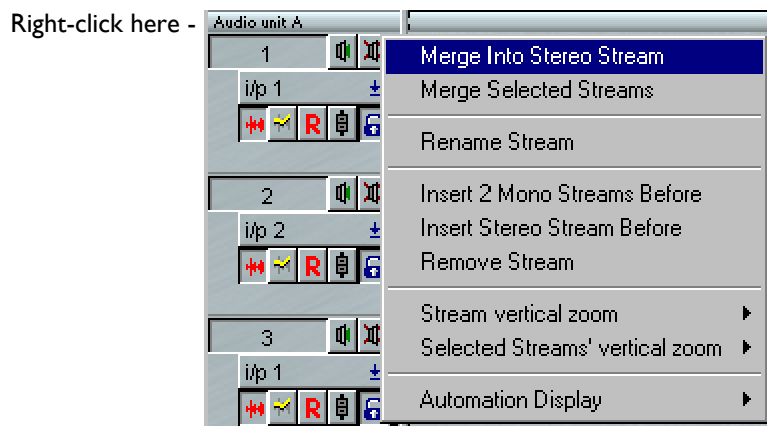 Right-click here -
Audio unit A
1
i/p 1
R
2
i/p 2
R
3
i/p 1
R
Merge Into Stereo Stream
Merge Selected Streams
Rename Stream
Insert 2 Mono Streams Before
Insert Stereo Stream Before
Remove Stream
Stream vertical zoom
Selected Streams' vertical zoom
Automation Display